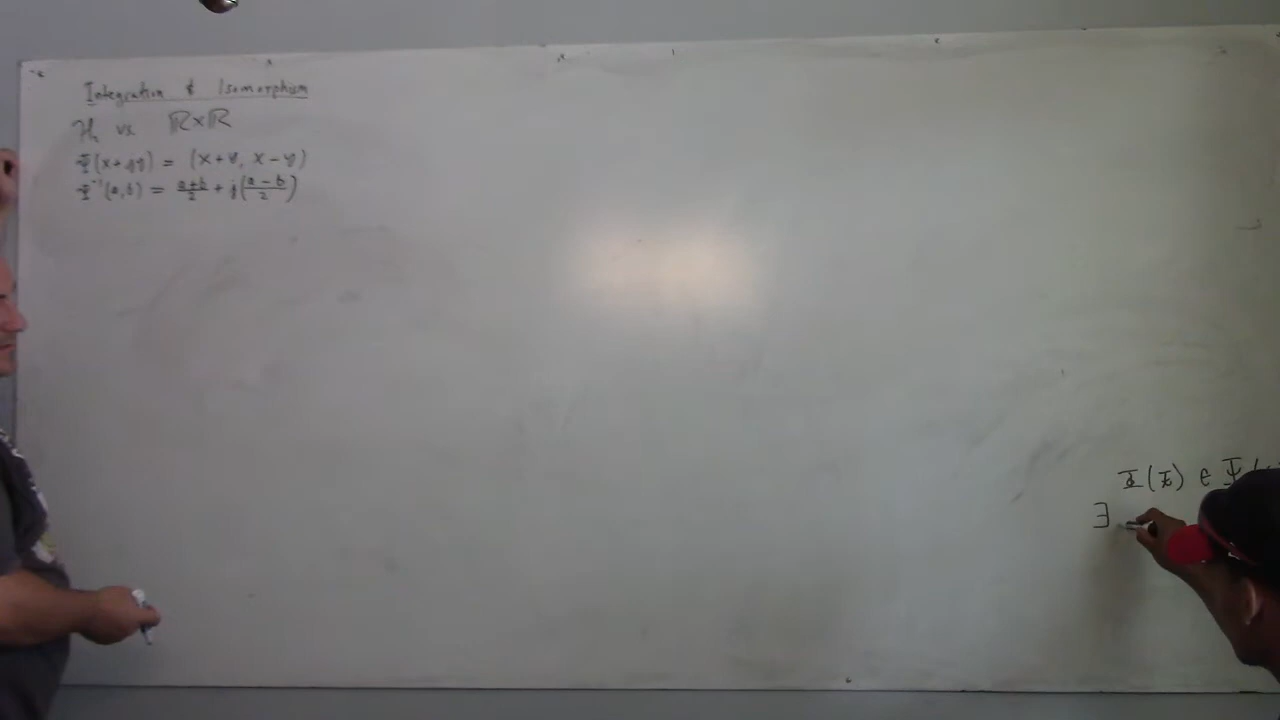 Integration & Isomorphism
ℋ vs. ℝ×ℝ
Ψ(x+jy) = (x+y, x-y)
Ψ⁻¹(a,b) = (a+b)/2 + j((a-b)/2)
∃